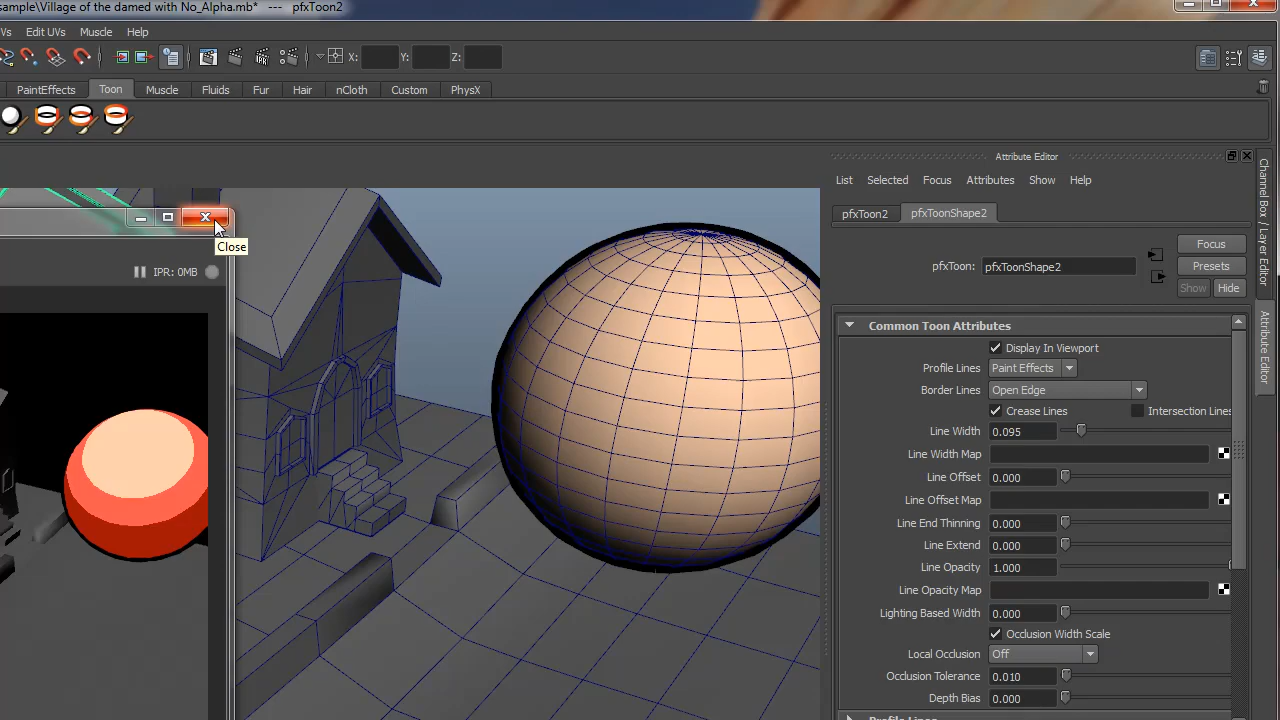 sample\Village of the damed with No_Alpha.mb* --- pfxToon2
Vs Edit UVs Muscle Help
X: Y: Z:
PaintEffects Toon Muscle Fluids Fur Hair nCloth Custom PhysX
Attribute Editor
List Selected Focus Attributes Show Help
pfxToon2 pfxToonShape2
Focus
pfxToon: pfxToonShape2 Presets
Show Hide
Close
IPR: 0MB
Common Toon Attributes
Display In Viewport
Profile Lines Paint Effects
Border Lines Open Edge
Crease Lines Intersection Lines
Line Width 0.095
Line Width Map
Line Offset 0.000
Line Offset Map
Line End Thinning 0.000
Line Extend 0.000
Line Opacity 1.000
Line Opacity Map
Lighting Based Width 0.000
Occlusion Width Scale
Local Occlusion Off
Occlusion Tolerance 0.010
Depth Bias 0.000
Profile Lines
Channel Box / Layer Editor
Attribute Editor